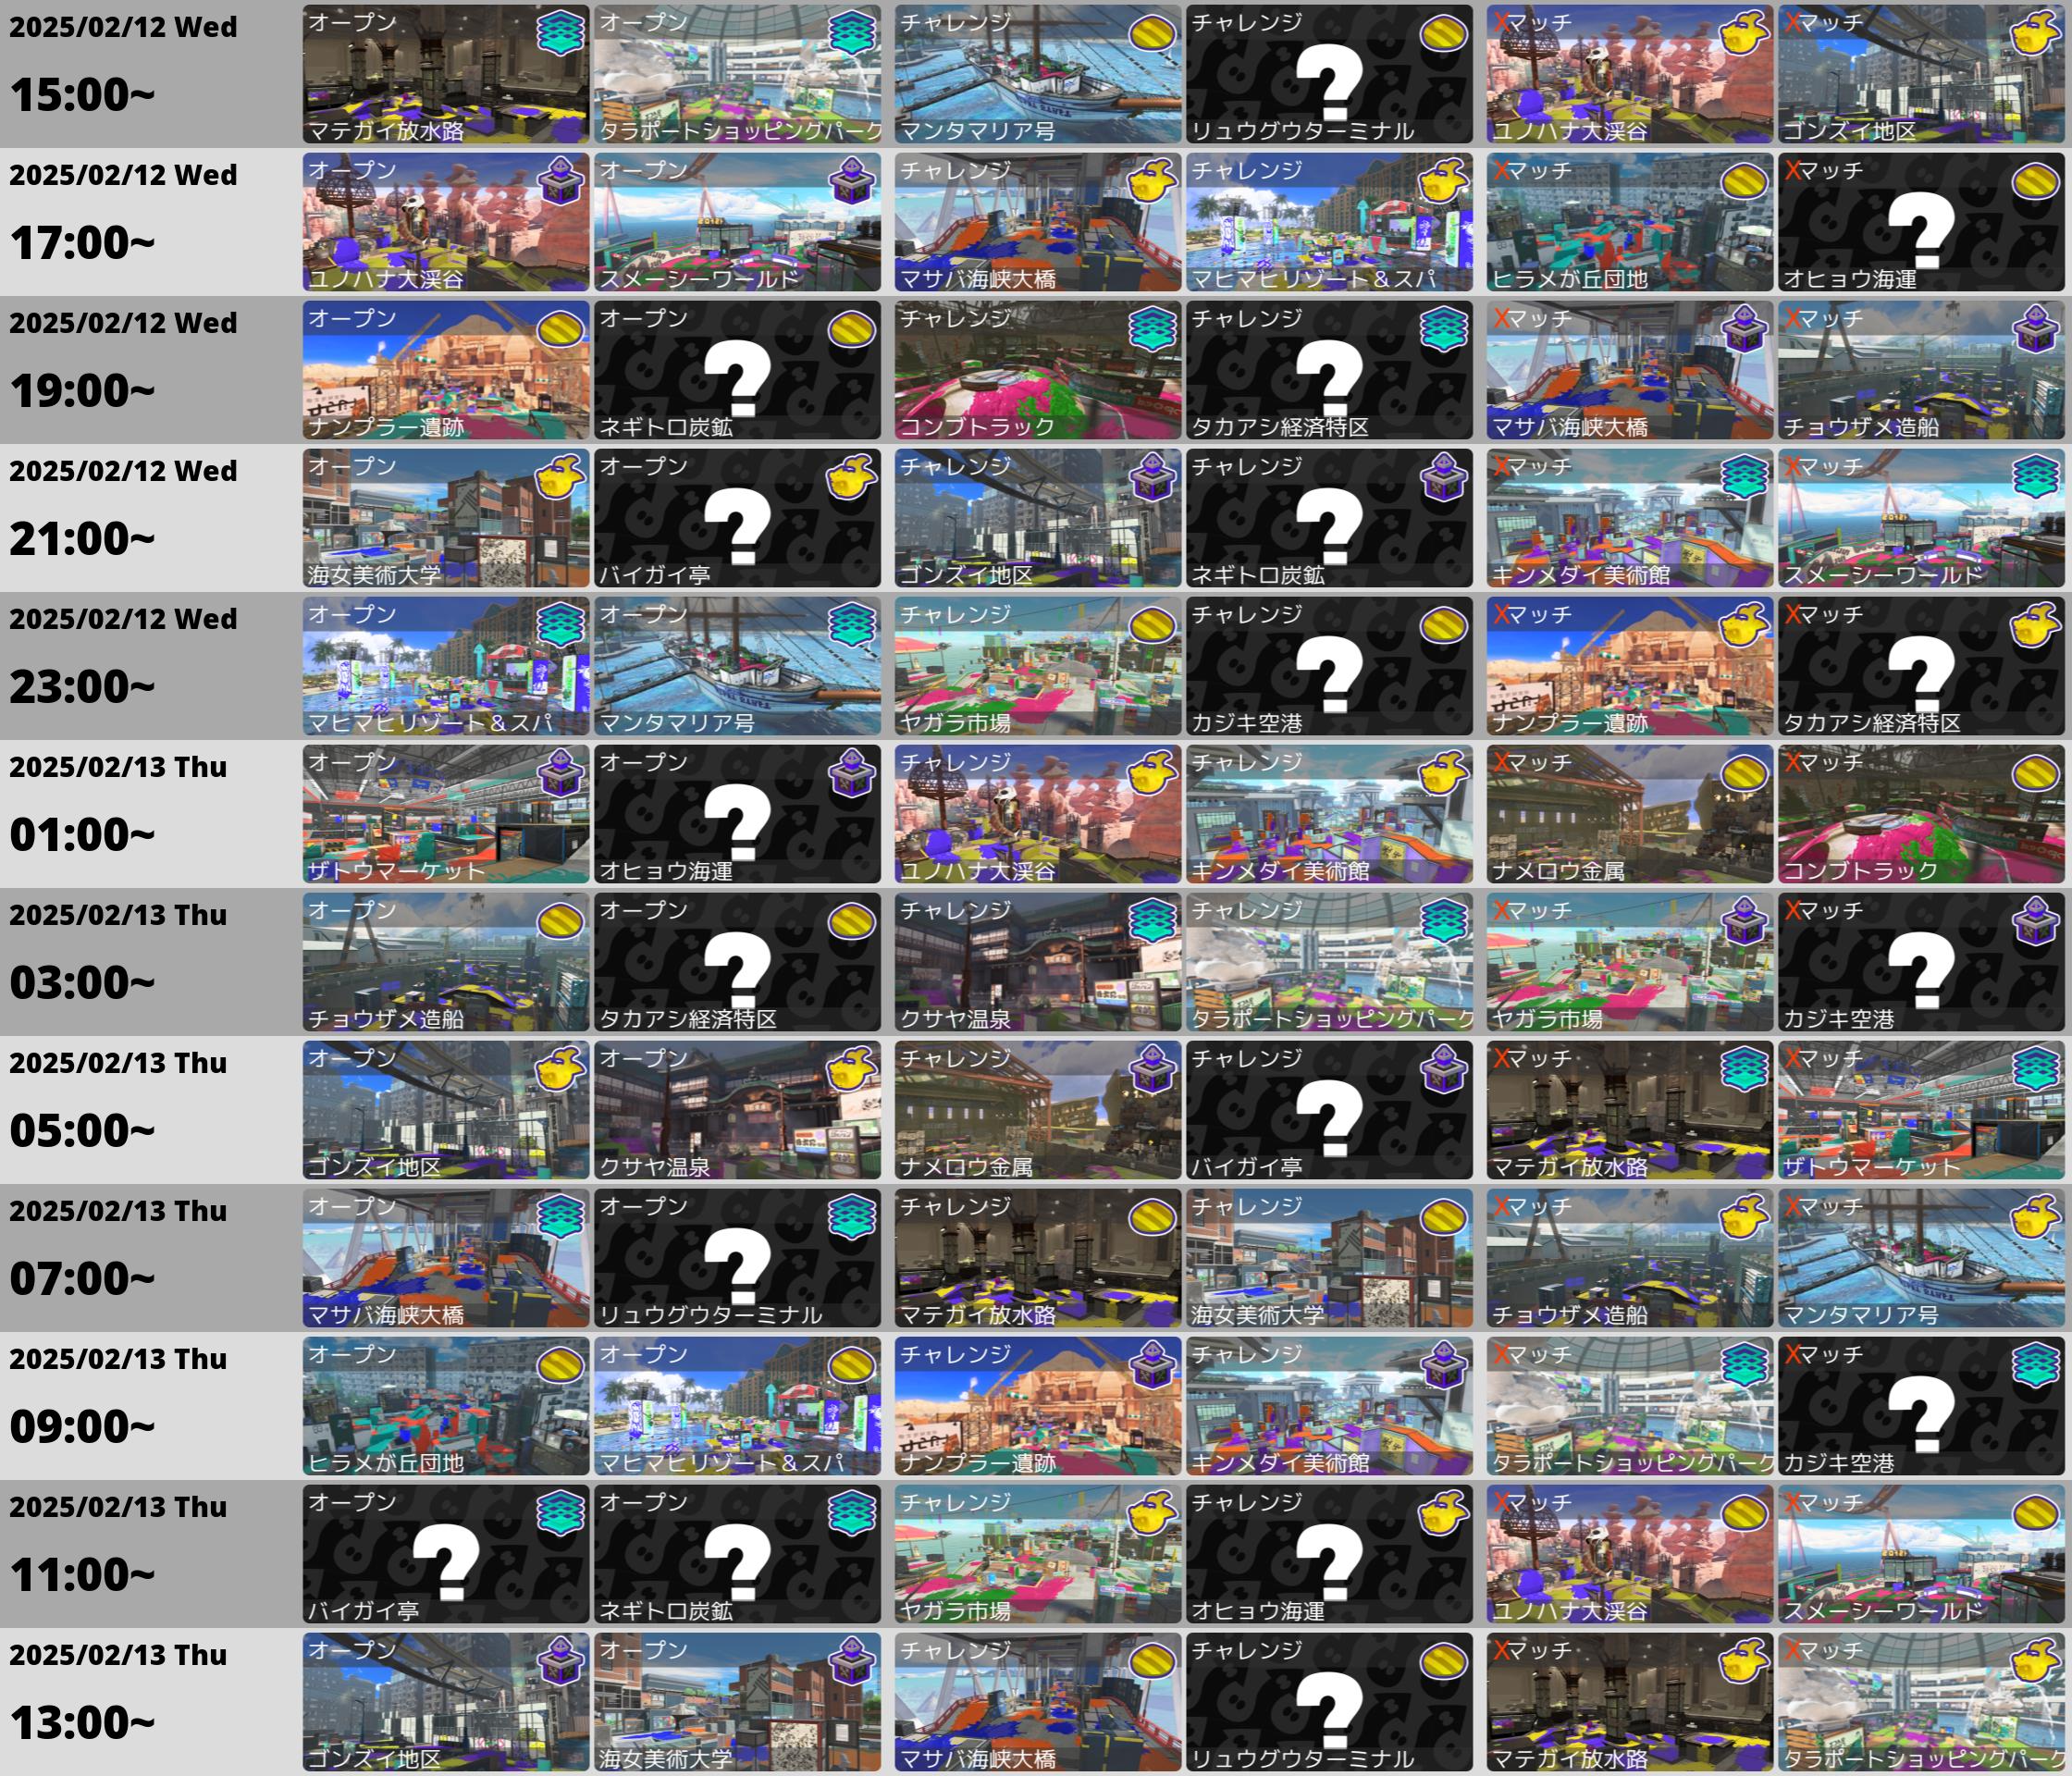 2025/02/12 Wed
15:00~
オープン
マテガイ放水路
オープン
タラポートショッピングパーク
チャレンジ
マンタマリア号
チャレンジ
リュウグウターミナル
Xマッチ
ユノハナ大渓谷
Xマッチ
ゴンズイ地区
2025/02/12 Wed
17:00~
オープン
ユノハナ大渓谷
オープン
スメーシーワールド
チャレンジ
マサバ海峡大橋
チャレンジ
マヒマヒリゾート＆スパ
Xマッチ
ヒラメが丘団地
Xマッチ
オヒョウ海運
2025/02/12 Wed
19:00~
オープン
ナンプラー遺跡
オープン
ネギトロ炭鉱
チャレンジ
コンブトラック
チャレンジ
タカアシ経済特区
Xマッチ
マサバ海峡大橋
Xマッチ
チョウザメ造船
2025/02/12 Wed
21:00~
オープン
海女美術大学
オープン
バイガイ亭
チャレンジ
ゴンズイ地区
チャレンジ
ネギトロ炭鉱
Xマッチ
キンメダイ美術館
Xマッチ
スメーシーワールド
2025/02/12 Wed
23:00~
オープン
マヒマヒリゾート＆スパ
オープン
マンタマリア号
チャレンジ
ヤガラ市場
チャレンジ
カジキ空港
Xマッチ
ナンプラー遺跡
Xマッチ
タカアシ経済特区
2025/02/13 Thu
01:00~
オープン
ザトウマーケット
オープン
オヒョウ海運
チャレンジ
ユノハナ大渓谷
チャレンジ
キンメダイ美術館
Xマッチ
ナメロウ金属
Xマッチ
コンブトラック
2025/02/13 Thu
03:00~
オープン
チョウザメ造船
オープン
タカアシ経済特区
チャレンジ
クサヤ温泉
チャレンジ
タラポートショッピングパーク
Xマッチ
ヤガラ市場
Xマッチ
カジキ空港
2025/02/13 Thu
05:00~
オープン
ゴンズイ地区
オープン
クサヤ温泉
チャレンジ
ナメロウ金属
チャレンジ
バイガイ亭
Xマッチ
マテガイ放水路
Xマッチ
ザトウマーケット
2025/02/13 Thu
07:00~
オープン
マサバ海峡大橋
オープン
リュウグウターミナル
チャレンジ
マテガイ放水路
チャレンジ
海女美術大学
Xマッチ
チョウザメ造船
Xマッチ
マンタマリア号
2025/02/13 Thu
09:00~
オープン
ヒラメが丘団地
オープン
マヒマヒリゾート＆スパ
チャレンジ
ナンプラー遺跡
チャレンジ
キンメダイ美術館
Xマッチ
タラポートショッピングパーク
Xマッチ
カジキ空港
2025/02/13 Thu
11:00~
オープン
バイガイ亭
オープン
ネギトロ炭鉱
チャレンジ
ヤガラ市場
チャレンジ
オヒョウ海運
Xマッチ
ユノハナ大渓谷
Xマッチ
スメーシーワールド
2025/02/13 Thu
13:00~
オープン
ゴンズイ地区
オープン
海女美術大学
チャレンジ
マサバ海峡大橋
チャレンジ
リュウグウターミナル
Xマッチ
マテガイ放水路
Xマッチ
タラポートショッピングパーク